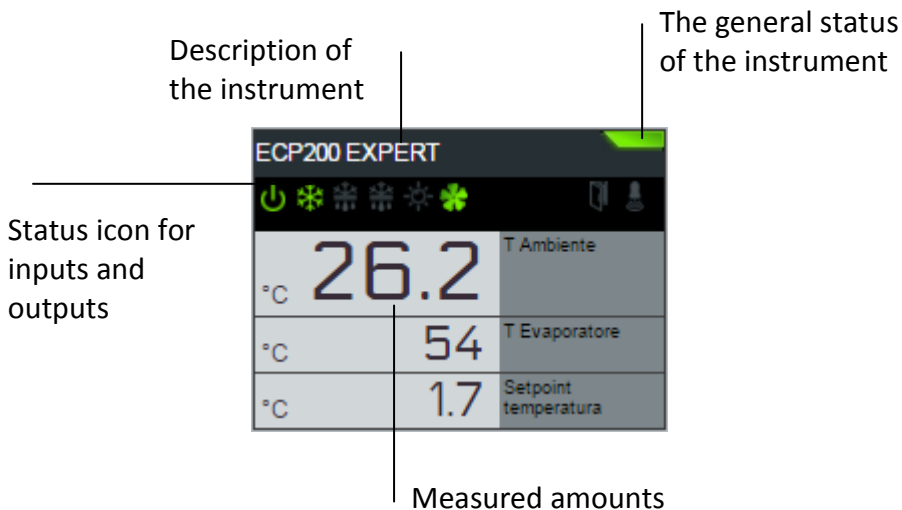 The general status
of the instrument
Description of
the instrument
ECP200 EXPERT
Status icon for
inputs and
outputs
°C 26.2 T Ambiente
°C 54 T Evaporatore
°C 1.7 Setpoint
temperatura
Measured amounts